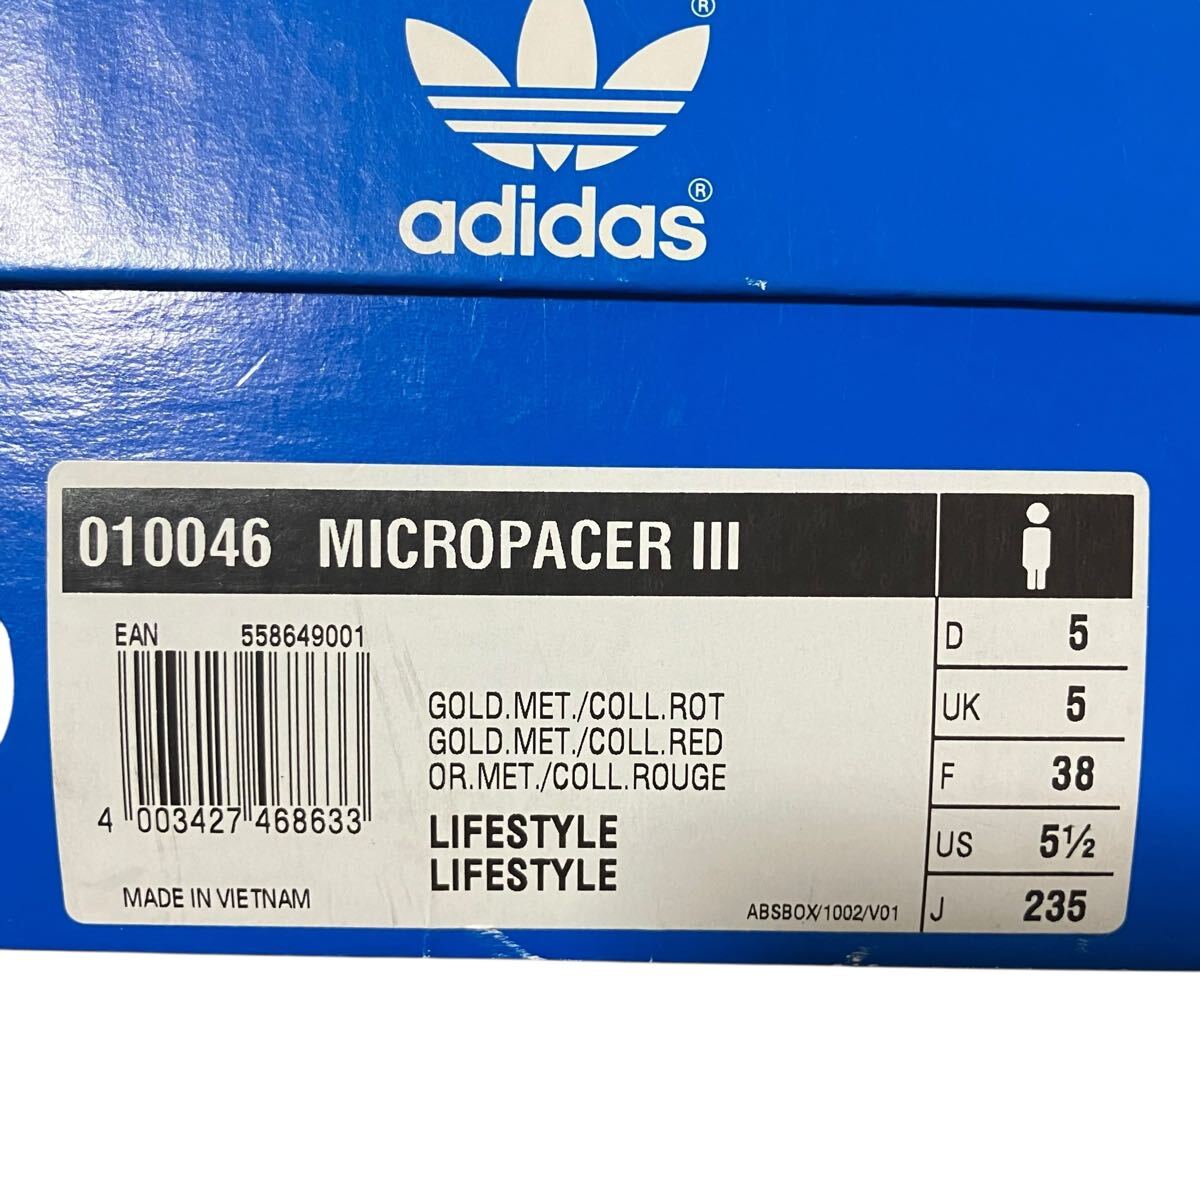 ®
adidas®
010046 MICROPACER III
EAN 558649001
4 003427 468633
MADE IN VIETNAM
GOLD.MET./COLL.ROT
GOLD.MET./COLL.RED
OR.MET./COLL.ROUGE
LIFESTYLE
LIFESTYLE
ABSBOX/1002/V01
D 5
UK 5
F 38
US 5½
J 235